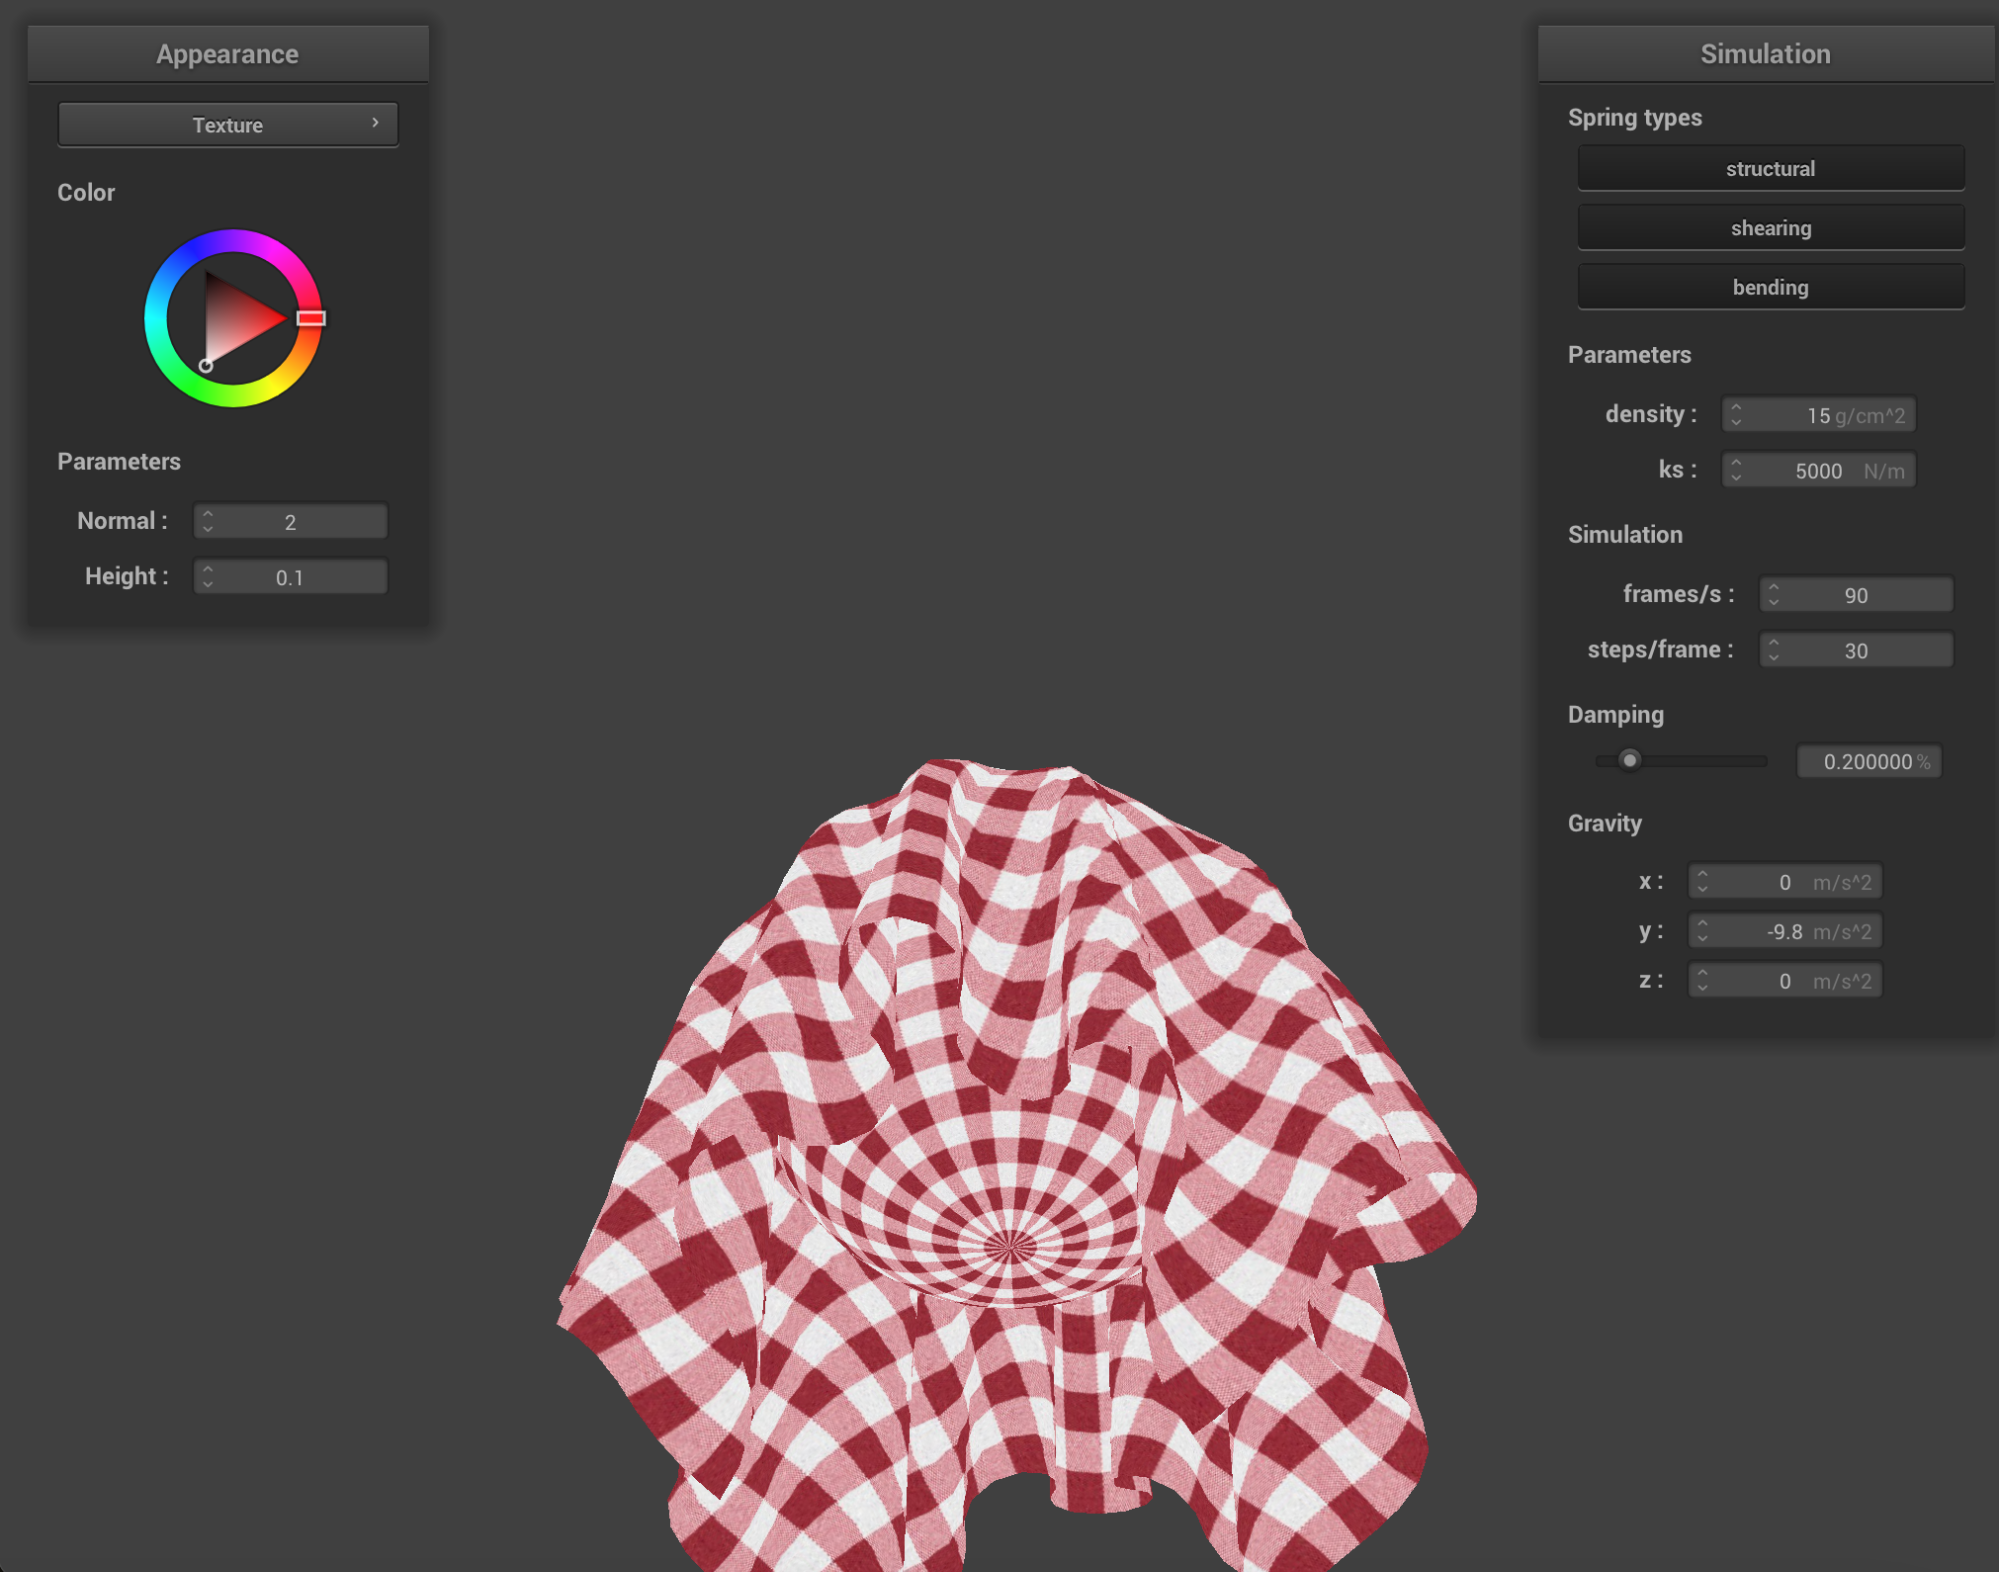 Appearance
Texture
Color
Parameters
Normal : 2
Height : 0.1
Simulation
Spring types
structural
shearing
bending
Parameters
density : 15 g/cm^2
ks : 5000 N/m
Simulation
frames/s : 90
steps/frame : 30
Damping
0.200000 %
Gravity
x : 0 m/s^2
y : -9.8 m/s^2
z : 0 m/s^2